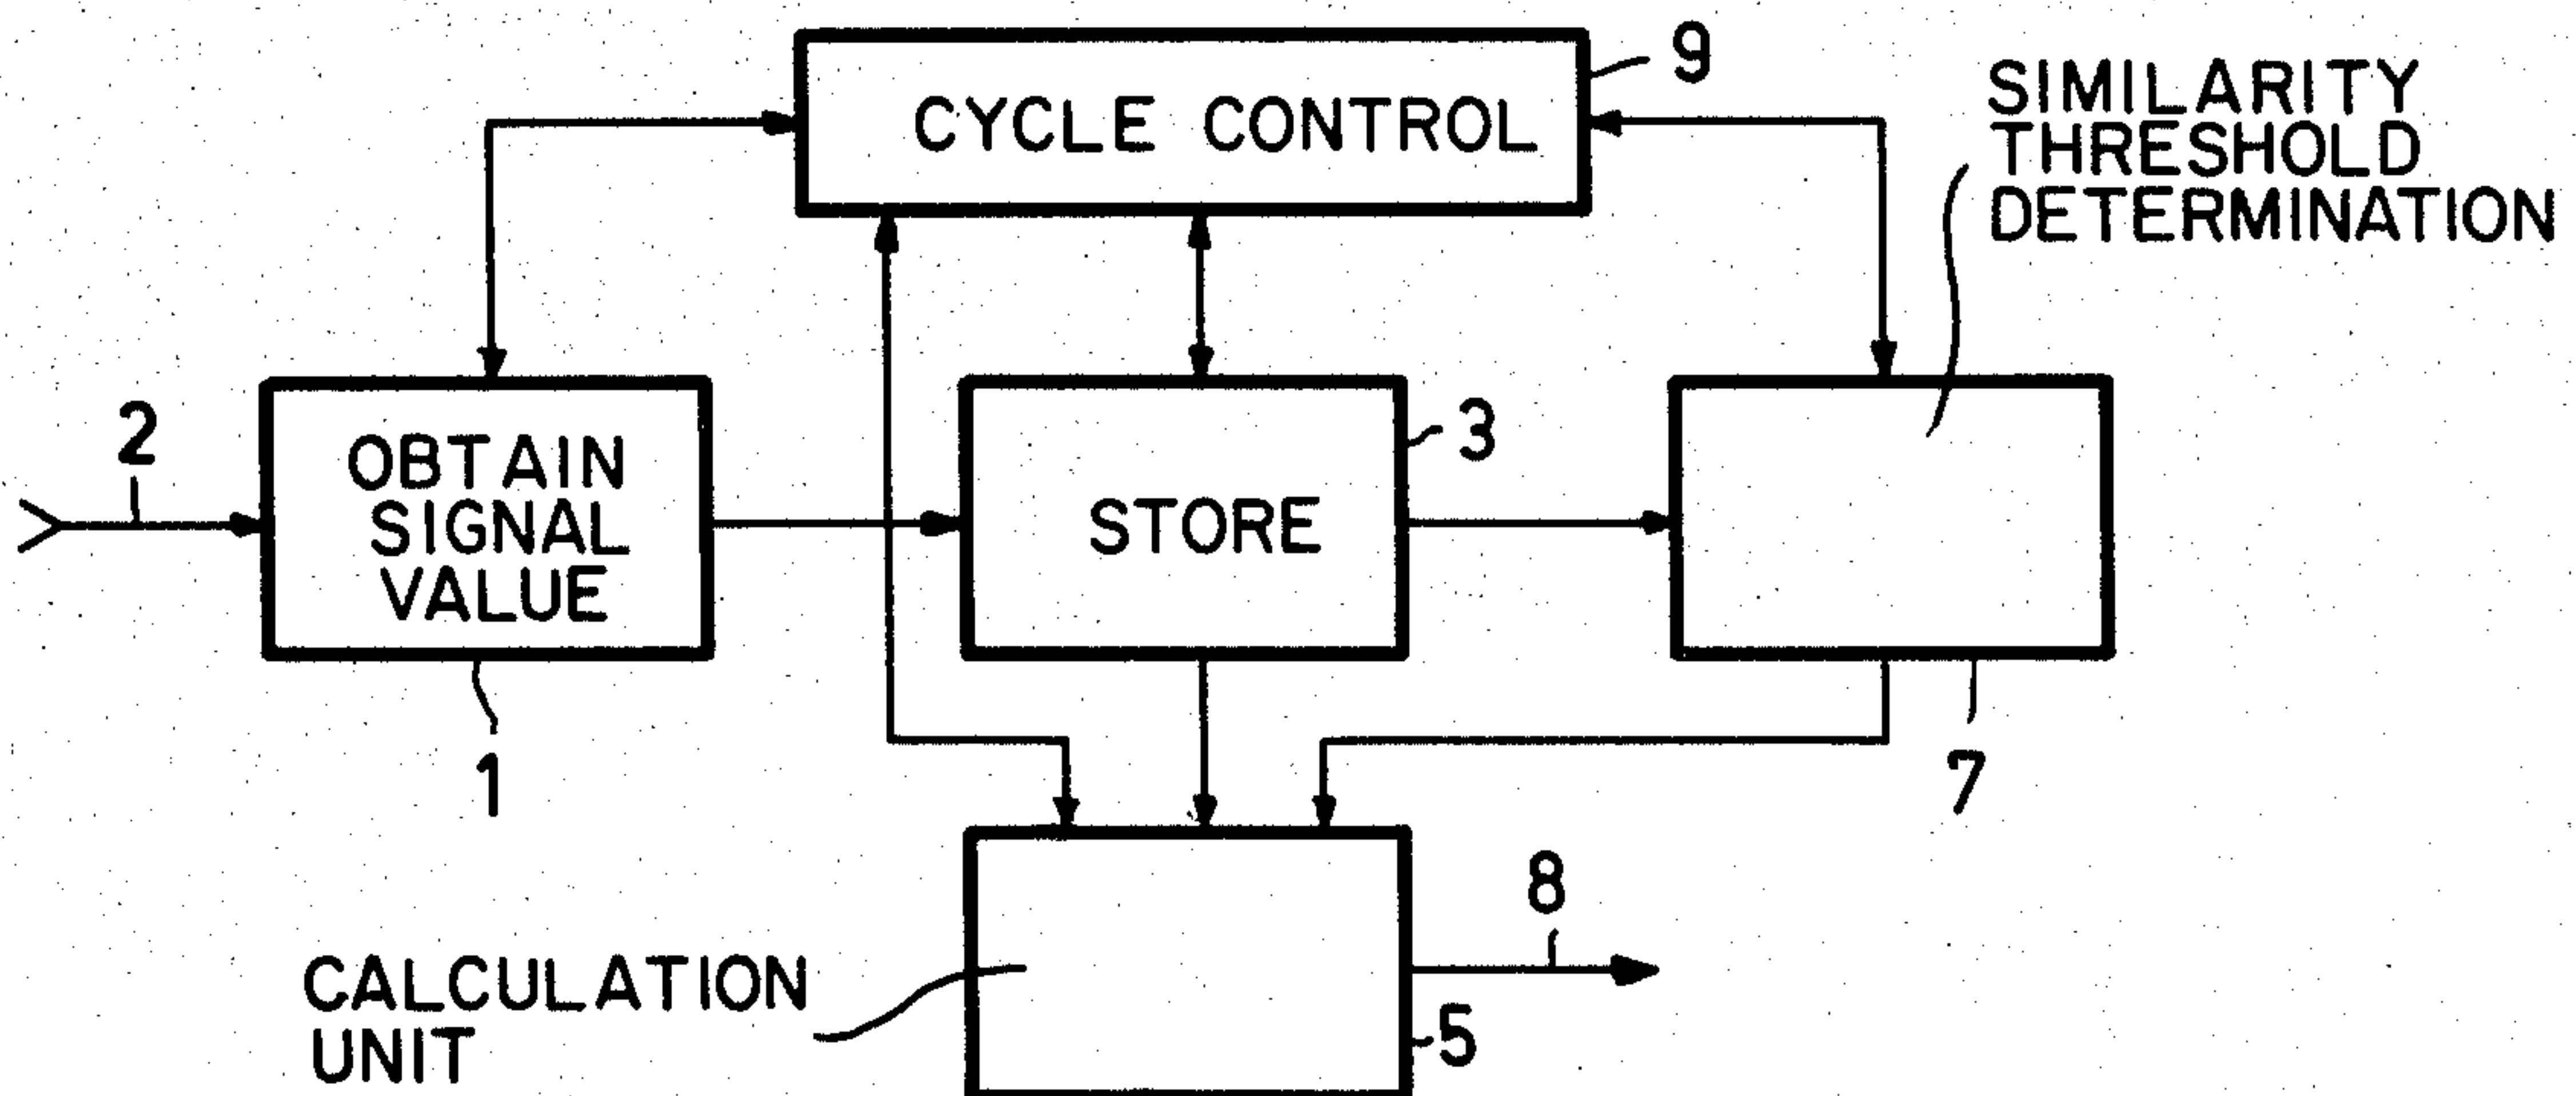 CYCLE CONTROL
9
SIMILARITY
THRESHOLD
DETERMINATION
2
OBTAIN
SIGNAL
VALUE
1
STORE
3
7
CALCULATION
UNIT
8
5